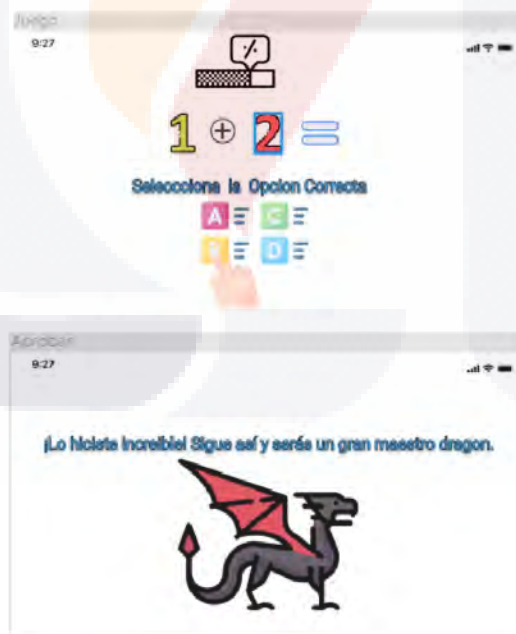 Juego
9:27
·/.
1 + 2 =
Seleccciona la Opcion Correcta
A C
B D
Aprobar
9:27
¡Lo hiciste increíble! Sigue así y serás un gran maestro dragon.